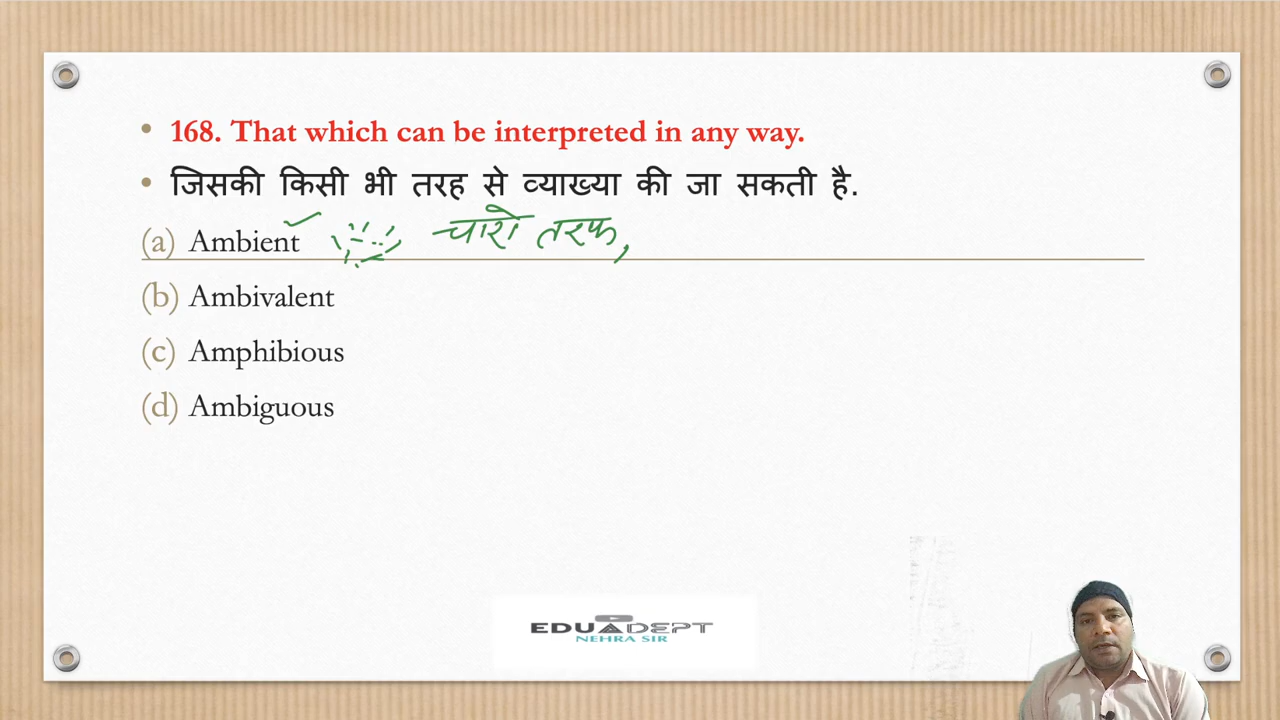 • 168. That which can be interpreted in any way.
• जिसकी किसी भी तरह से व्याख्या की जा सकती है.
(a) Ambient चारो तरफ,
(b) Ambivalent
(c) Amphibious
(d) Ambiguous
EDUADEPT
NEHRA SIR